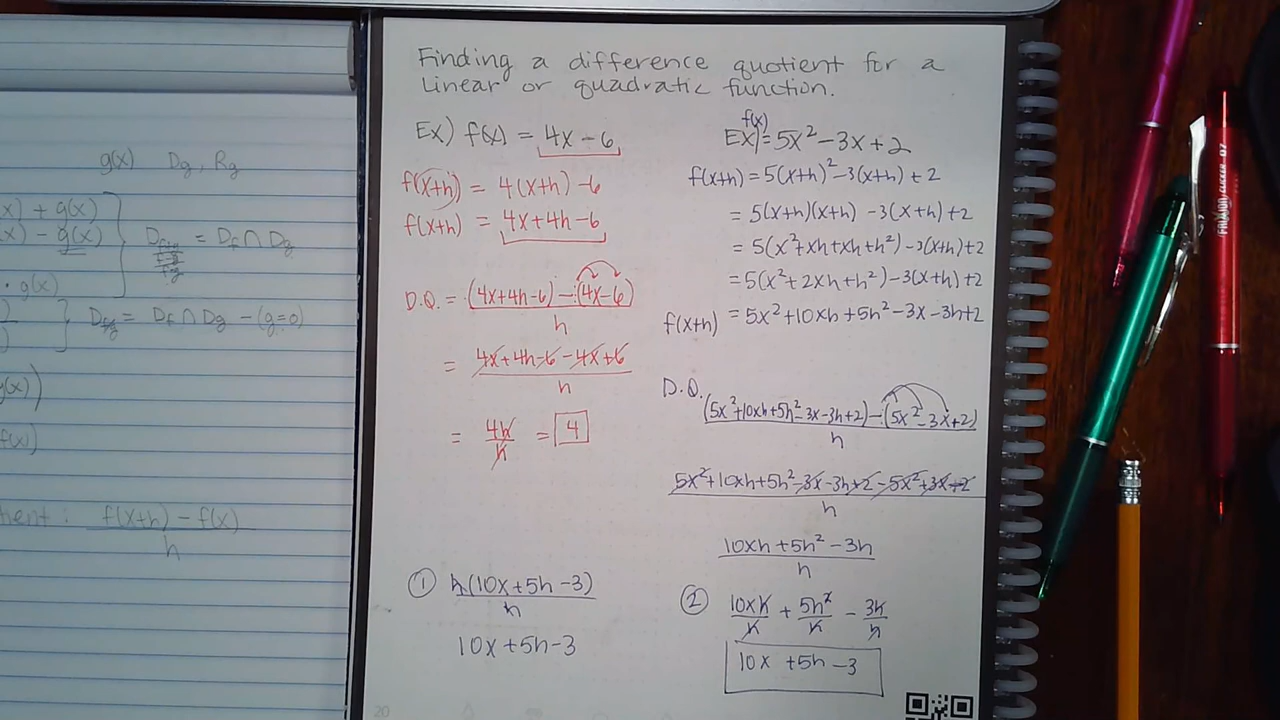 Finding a difference quotient for a
linear or quadratic function.
Ex) f(x) = 4x - 6
f(x+h) = 4(x+h) - 6
f(x+h) = 4x+4h-6
D.Q. = (4x+4h-6) - (4x-6)
h
= 4x+4h-6-4x+6
h
= 4h = 4
h
① h(10x+5h-3)
h
10x+5h-3
f(x)
Ex) = 5x² - 3x + 2
f(x+h) = 5(x+h)² - 3(x+h) + 2
= 5(x+h)(x+h) - 3(x+h) + 2
= 5(x²+xh+xh+h²) - 3(x+h)+2
= 5(x²+2xh+h²) - 3(x+h)+2
f(x+h) = 5x²+10xh+5h²-3x-3h+2
D.Q. (5x²+10xh+5h²-3x-3h+2) - (5x²-3x+2)
h
5x²+10xh+5h²-3x-3h+2-5x²+3x-2
h
10xh+5h²-3h
h
② 10xh + 5h² - 3h
h h h
10x + 5h - 3
20
g(x) Dg, Rg
x) + g(x)
x) - g(x) } = Df ∩ Dg
· g(x)
} = Df ∩ Dg - (g=0)
g(x))
f(x)
: f(x+h) - f(x)
h